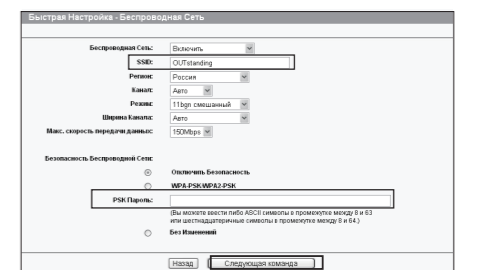 Быстрая Настройка - Беспроводная Сеть
Беспроводная Сеть: Включить
SSID: OUTstanding
Регион: Россия
Канал: Авто
Режим: 11bgn смешанный
Ширина Канала: Авто
Макс. скорость передачи данных: 150Mbps
Безопасность Беспроводной Сети:
Отключить Безопасность
WPA-PSK/WPA2-PSK
PSK Пароль:
(Вы можете ввести либо ASCII символы в промежутке между 8 и 63
или шестнадцатеричные символы в промежутке между 8 и 64.)
Без Изменений
Назад Следующая команда